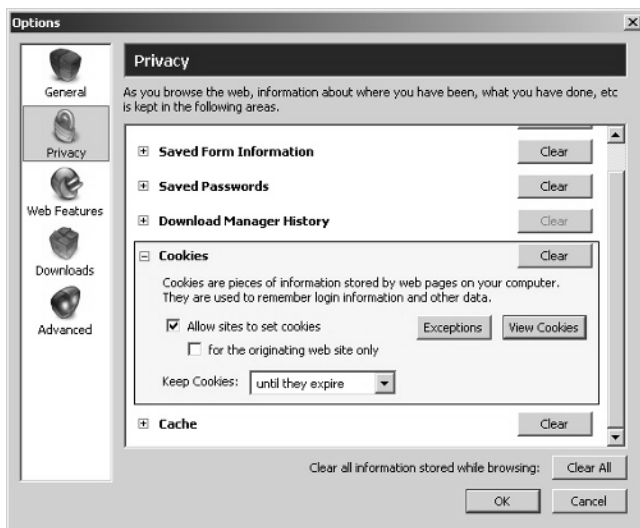 Options
General
Privacy
Web Features
Downloads
Advanced
Privacy
As you browse the web, information about where you have been, what you have done, etc
is kept in the following areas.
Saved Form Information Clear
Saved Passwords Clear
Download Manager History Clear
Cookies Clear
Cookies are pieces of information stored by web pages on your computer.
They are used to remember login information and other data.
Allow sites to set cookies Exceptions View Cookies
for the originating web site only
Keep Cookies: until they expire
Cache Clear
Clear all information stored while browsing: Clear All
OK Cancel